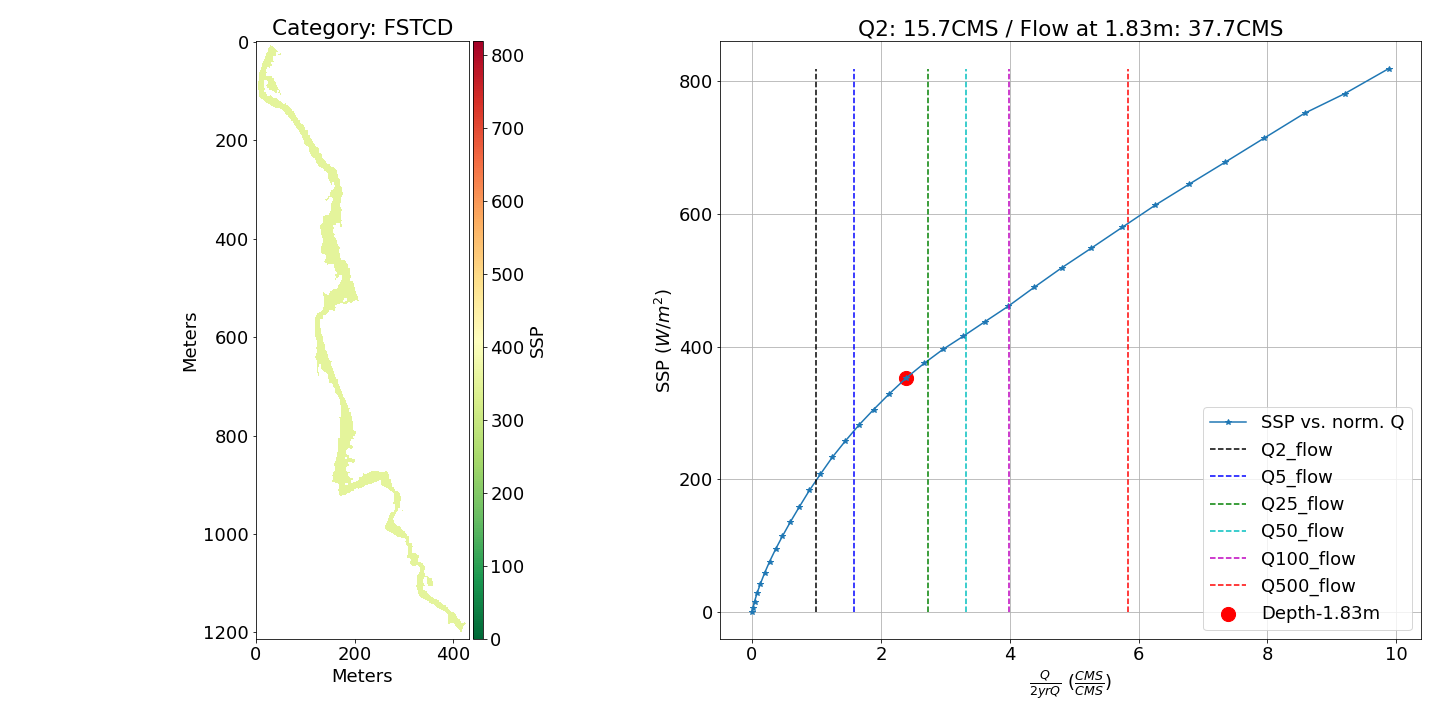 Category: FSTCD
0
200
400
600
800
1000
1200
Meters
0
200
400
Meters
800
700
600
500
400
300
200
100
0
SSP
Q2: 15.7CMS / Flow at 1.83m: 37.7CMS
800
600
400
200
0
SSP (W/m²)
0
2
4
6
8
10
Q/2yrQ (CMS/CMS)
SSP vs. norm. Q
Q2_flow
Q5_flow
Q25_flow
Q50_flow
Q100_flow
Q500_flow
Depth-1.83m